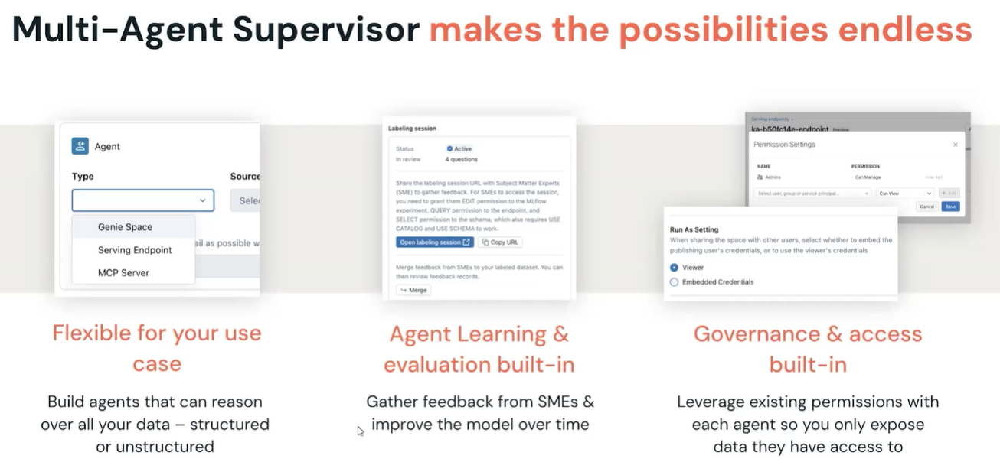 Multi-Agent Supervisor makes the possibilities endless
Agent
Type
Source
Selec
Genie Space
Serving Endpoint
MCP Server
ail as possible w
Labeling session
Status Active
In review 4 questions
Share the labeling session URL with Subject Matter Experts
(SME) to gather feedback. For SMEs to access the session,
you need to grant them EDIT permission to the MLflow
experiment, QUERY permission to the endpoint, and
SELECT permission to the schema, which also requires USE
CATALOG and USE SCHEMA to work.
Open labeling session Copy URL
Merge feedback from SMEs to your labeled dataset. You can
then review feedback records.
Merge
Serving endpoints >
ka-b50fc14e-endpoint Preview
Permission Settings
NAME PERMISSION
Admins Can Manage
Select user, group or service principal... Can View + Add
Cancel Save
Run As Setting
When sharing the space with other users, select whether to embed the
publishing user's credentials, or to use the viewer's credentials
Viewer
Embedded Credentials
Flexible for your use
case
Build agents that can reason
over all your data – structured
or unstructured
Agent Learning &
evaluation built-in
Gather feedback from SMEs &
improve the model over time
Governance & access
built-in
Leverage existing permissions with
each agent so you only expose
data they have access to